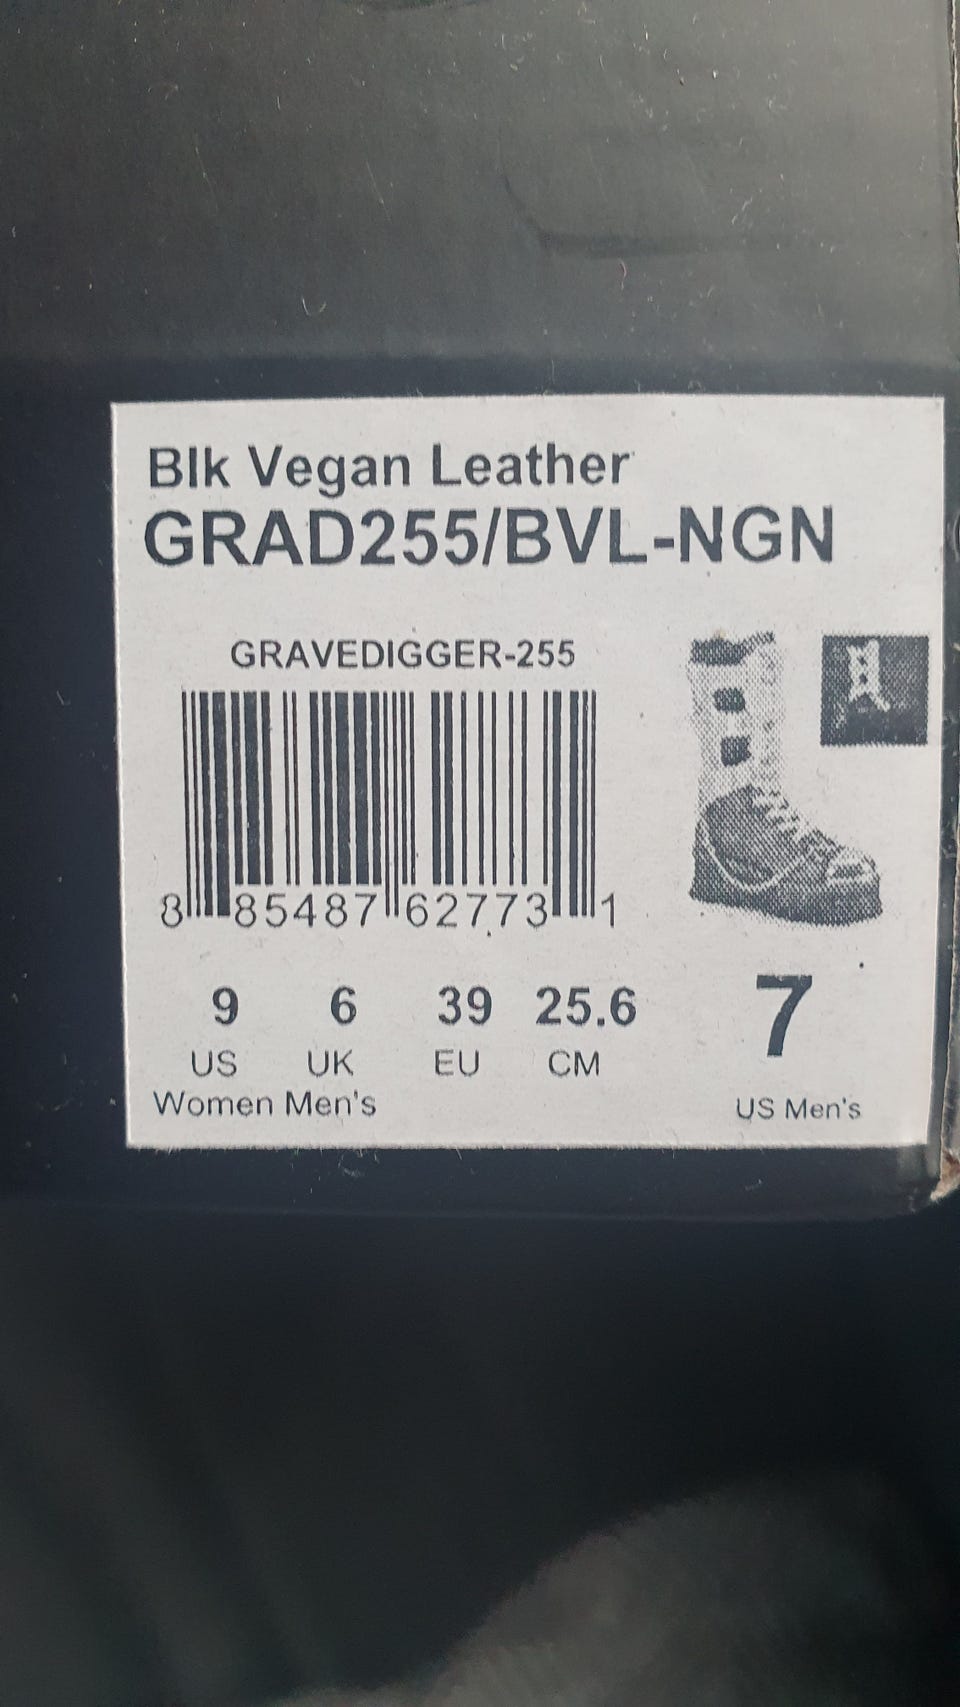 Blk Vegan Leather
GRAD255/BVL-NGN
GRAVEDIGGER-255
8 85487 62773 1
9 6 39 25.6 7
US UK EU CM
Women Men's US Men's